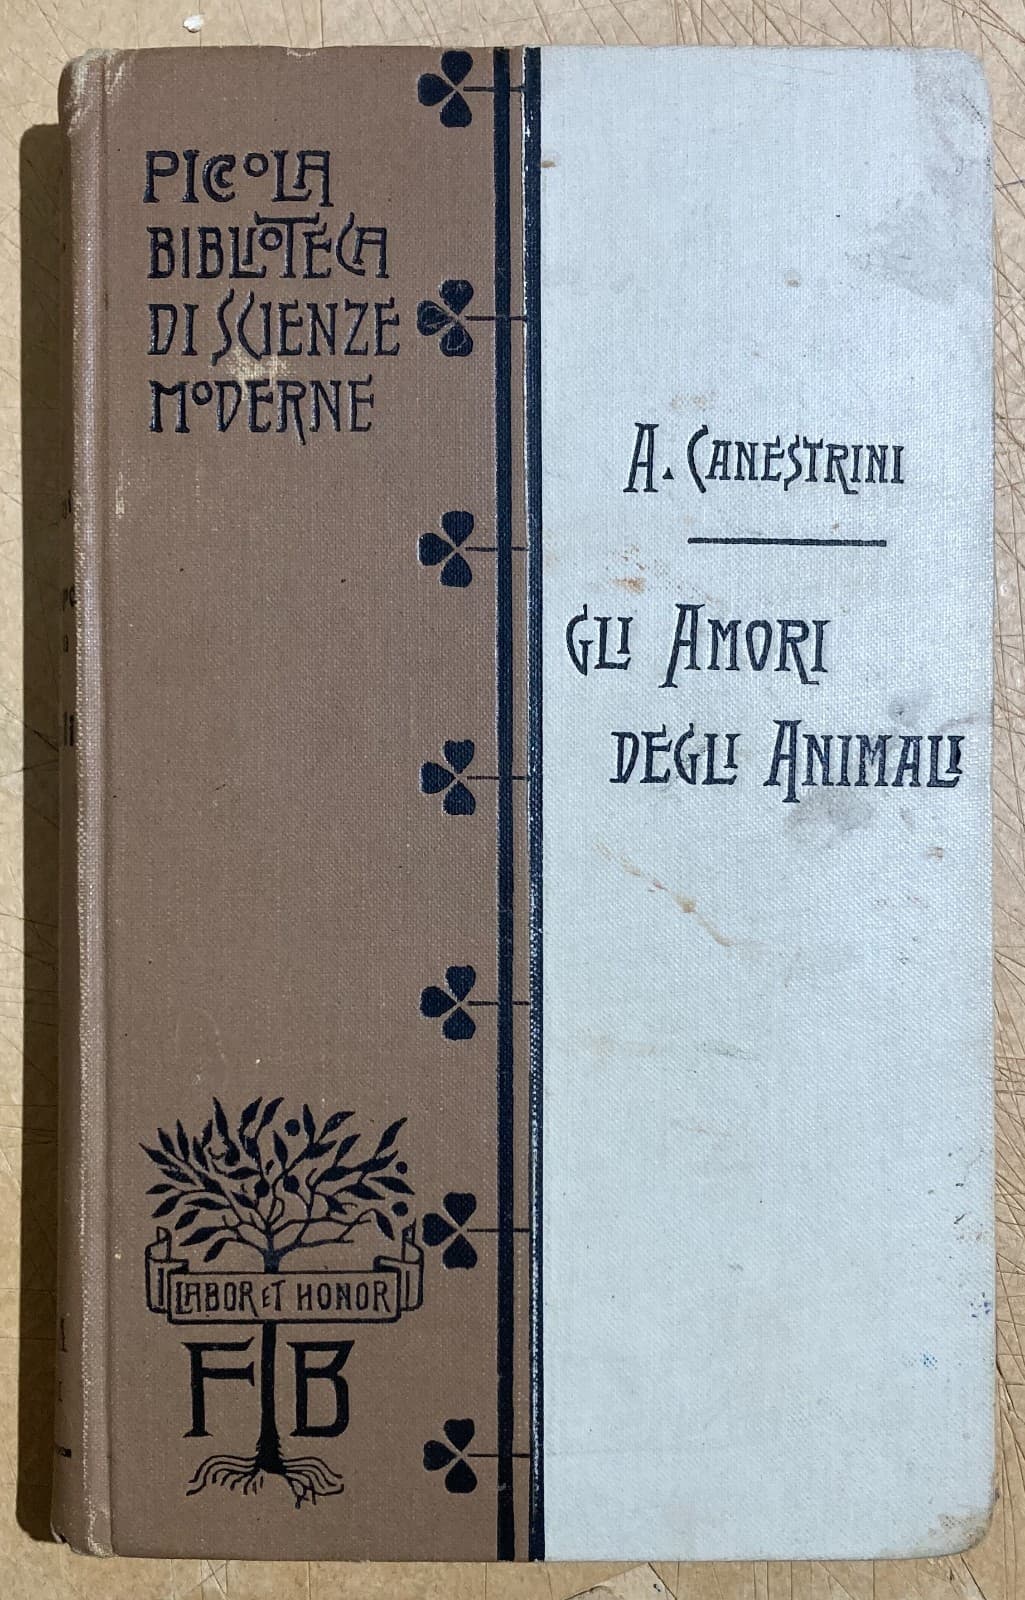 PICCOLA
BIBLIOTECA
DI SCIENZE
MODERNE
A. CANESTRINI
GLI AMORI
DEGLI ANIMALI
LABOR ET HONOR
FB